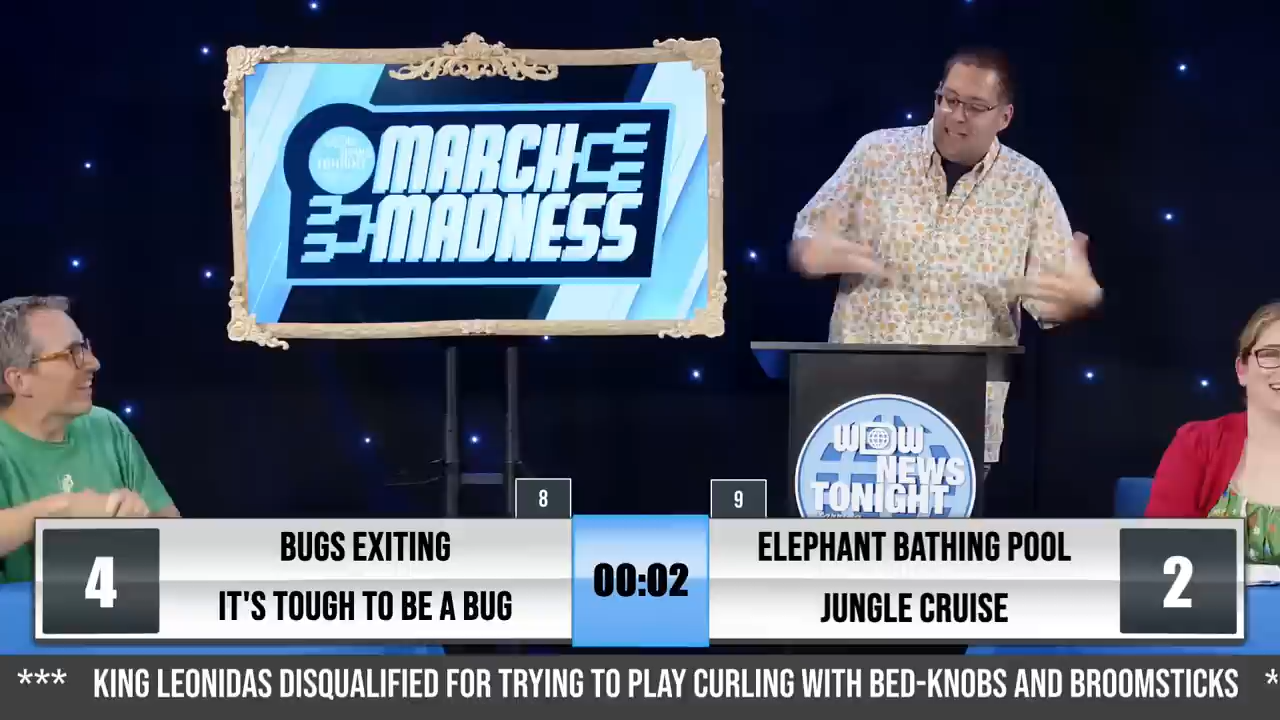 MARCH
MADNESS
WDW
NEWS
TONIGHT
8
9
4
BUGS EXITING
IT'S TOUGH TO BE A BUG
00:02
ELEPHANT BATHING POOL
JUNGLE CRUISE
2
*** KING LEONIDAS DISQUALIFIED FOR TRYING TO PLAY CURLING WITH BED-KNOBS AND BROOMSTICKS *